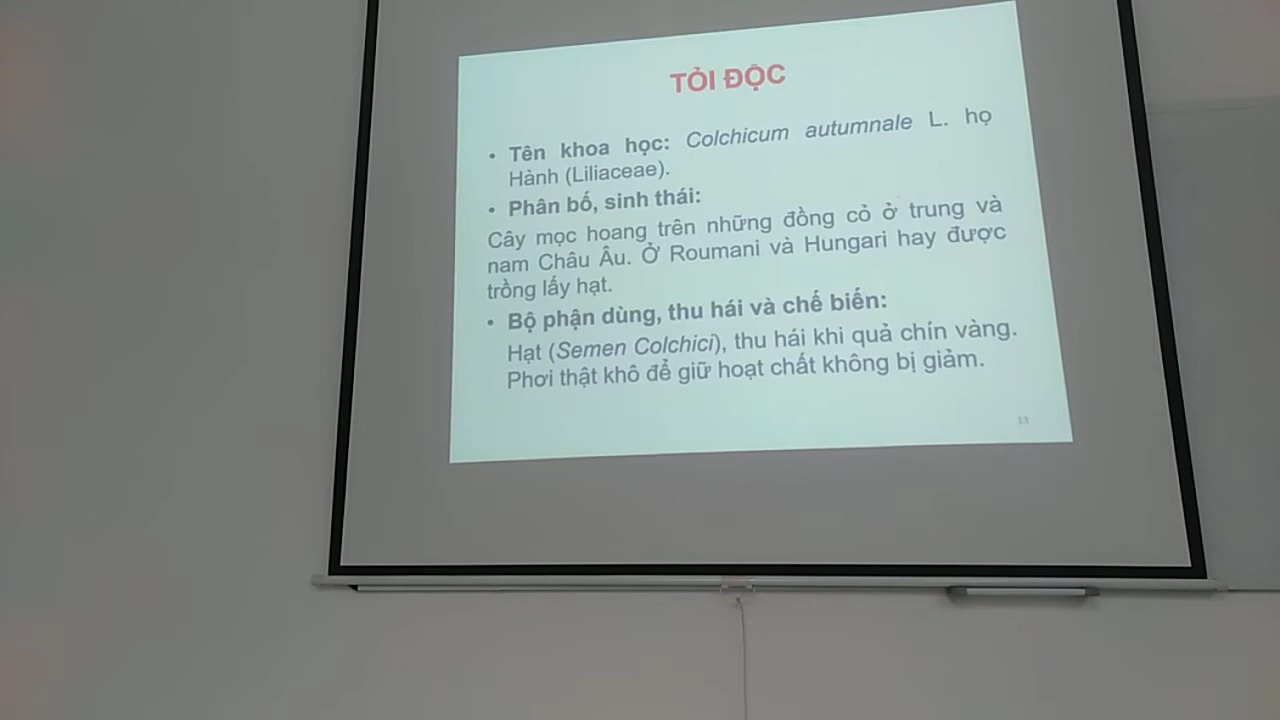 TỎI ĐỘC
• Tên khoa học: Colchicum autumnale L. họ
Hành (Liliaceae).
• Phân bố, sinh thái:
Cây mọc hoang trên những đồng cỏ ở trung và
nam Châu Âu. Ở Roumani và Hungari hay được
trồng lấy hạt.
• Bộ phận dùng, thu hái và chế biến:
Hạt (Semen Colchici), thu hái khi quả chín vàng.
Phơi thật khô để giữ hoạt chất không bị giảm.